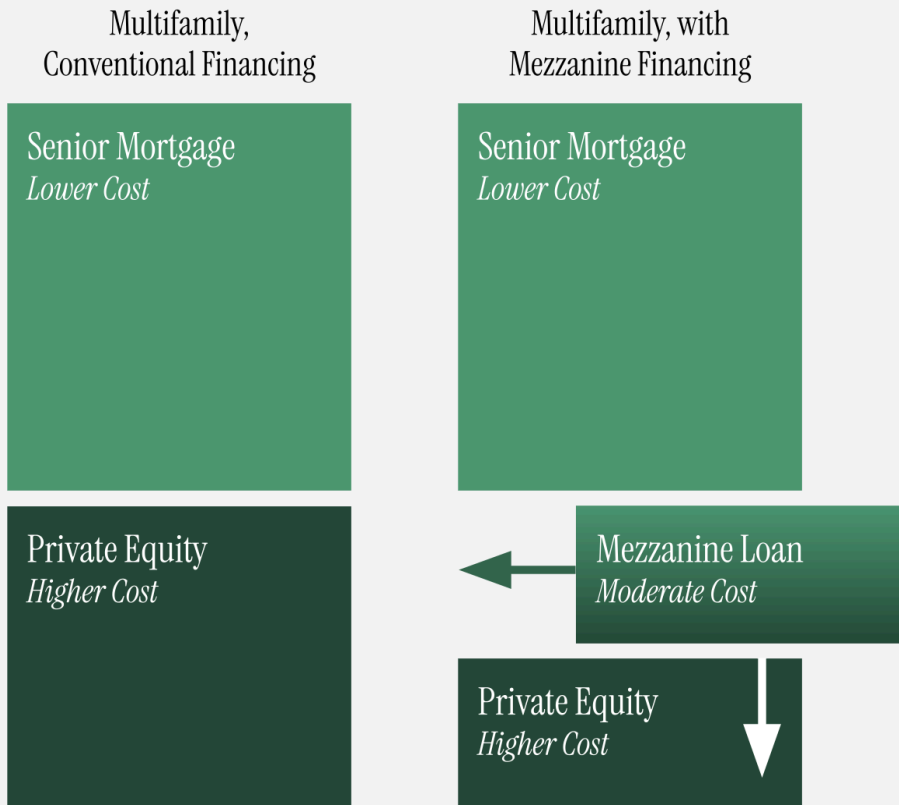 Multifamily,
Conventional Financing
Senior Mortgage
Lower Cost
Private Equity
Higher Cost
Multifamily, with
Mezzanine Financing
Senior Mortgage
Lower Cost
Mezzanine Loan
Moderate Cost
Private Equity
Higher Cost